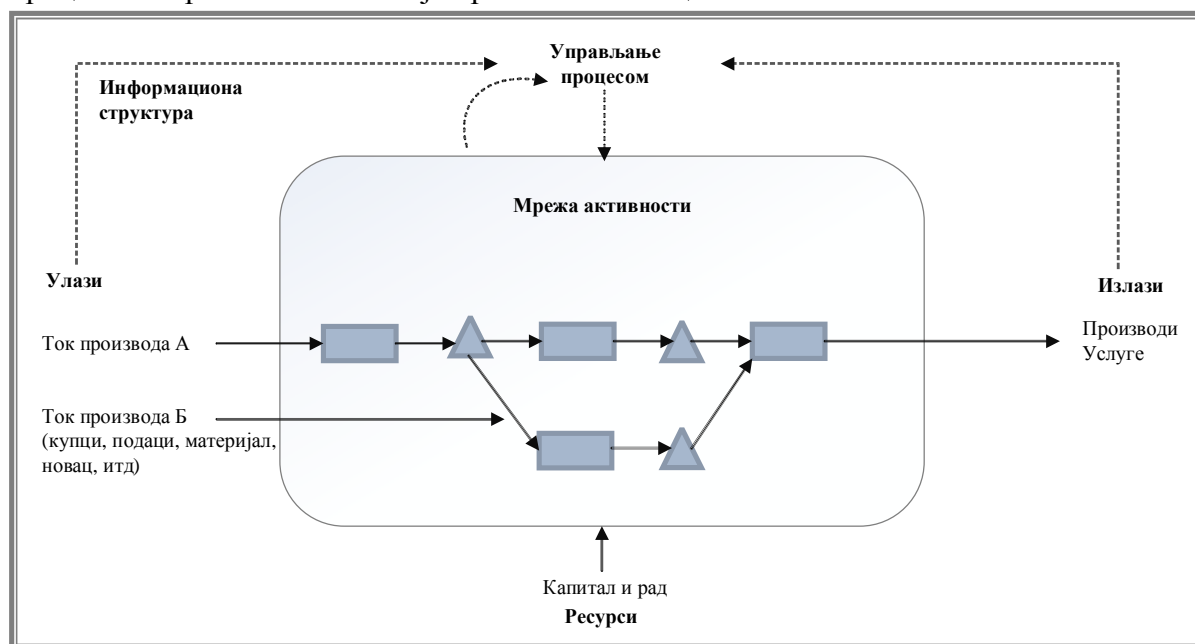 Управљање
процесом
Информациона
структура
Мрежа активности
Улази
Излази
Ток производа А
Производи
Услуге
Ток производа Б
(купци, подаци, материјал,
новац, итд)
Капитал и рад
Ресурси